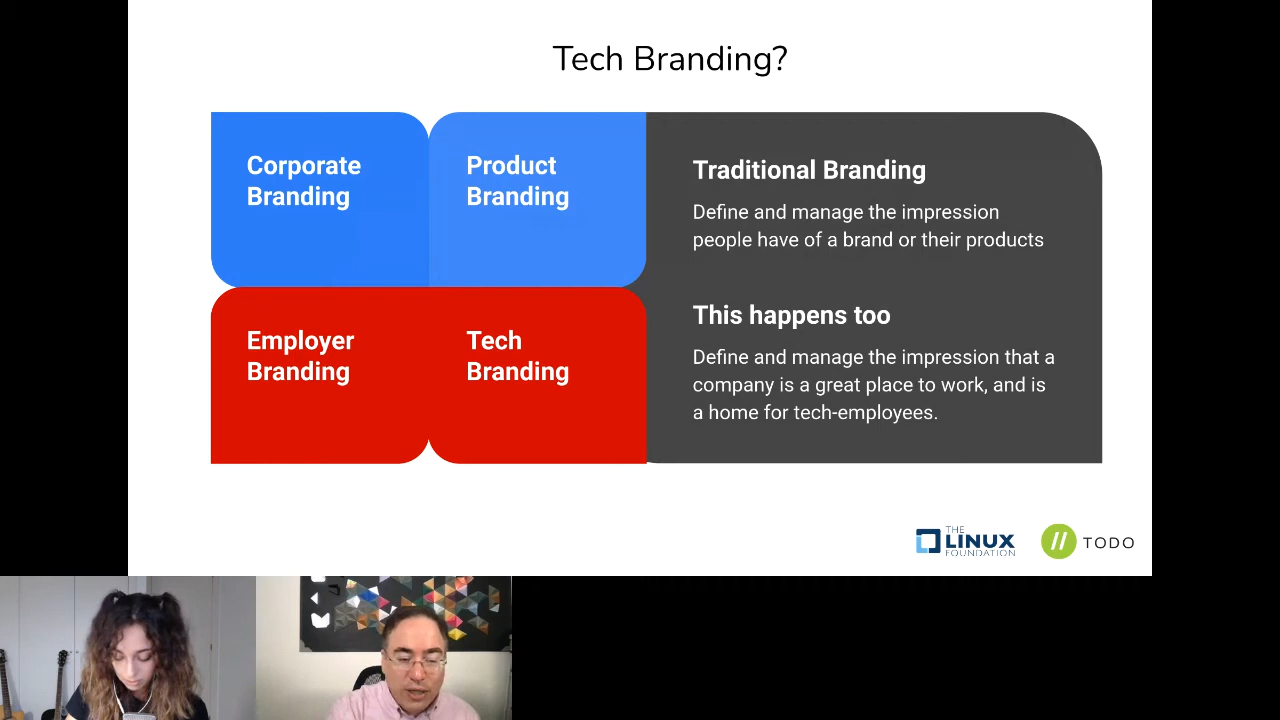 Tech Branding?
Corporate
Branding
Product
Branding
Traditional Branding
Define and manage the impression
people have of a brand or their products
Employer
Branding
Tech
Branding
This happens too
Define and manage the impression that a
company is a great place to work, and is
a home for tech-employees.
THE
LINUX
FOUNDATION
// TODO